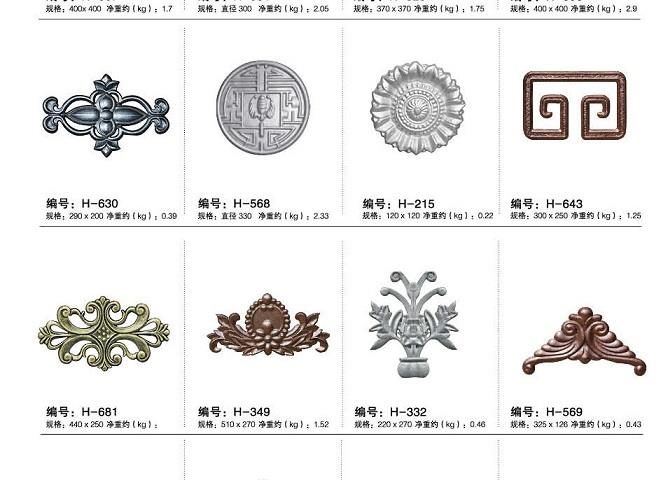 规格：400x400 净重约（kg）：1.7
规格：直径 300 净重约（kg）：2.05
规格：370 x 370 净重约（kg）：1.75
规格：400 x 400 净重约（kg）：2.9
编号：H-630
规格：290 x 200 净重约（kg）：0.39
编号：H-568
规格：直径 330 净重约（kg）：2.33
编号：H-215
规格：120 x 120 净重约（kg）：0.22
编号：H-643
规格：300 x 250 净重约（kg）：1.25
编号：H-681
规格：440 x 250 净重约（kg）：
编号：H-349
规格：510 x 270 净重约（kg）：1.52
编号：H-332
规格：220 x 270 净重约（kg）：0.46
编号：H-569
规格：325 x 126 净重约（kg）：0.43